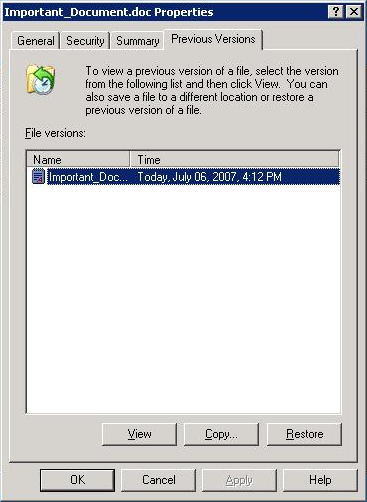 Important_Document.doc Properties
General Security Summary Previous Versions
To view a previous version of a file, select the version
from the following list and then click View. You can
also save a file to a different location or restore a
previous version of a file.
File versions:
Name Time
Important_Doc... Today, July 06, 2007, 4:12 PM
View Copy... Restore
OK Cancel Apply Help